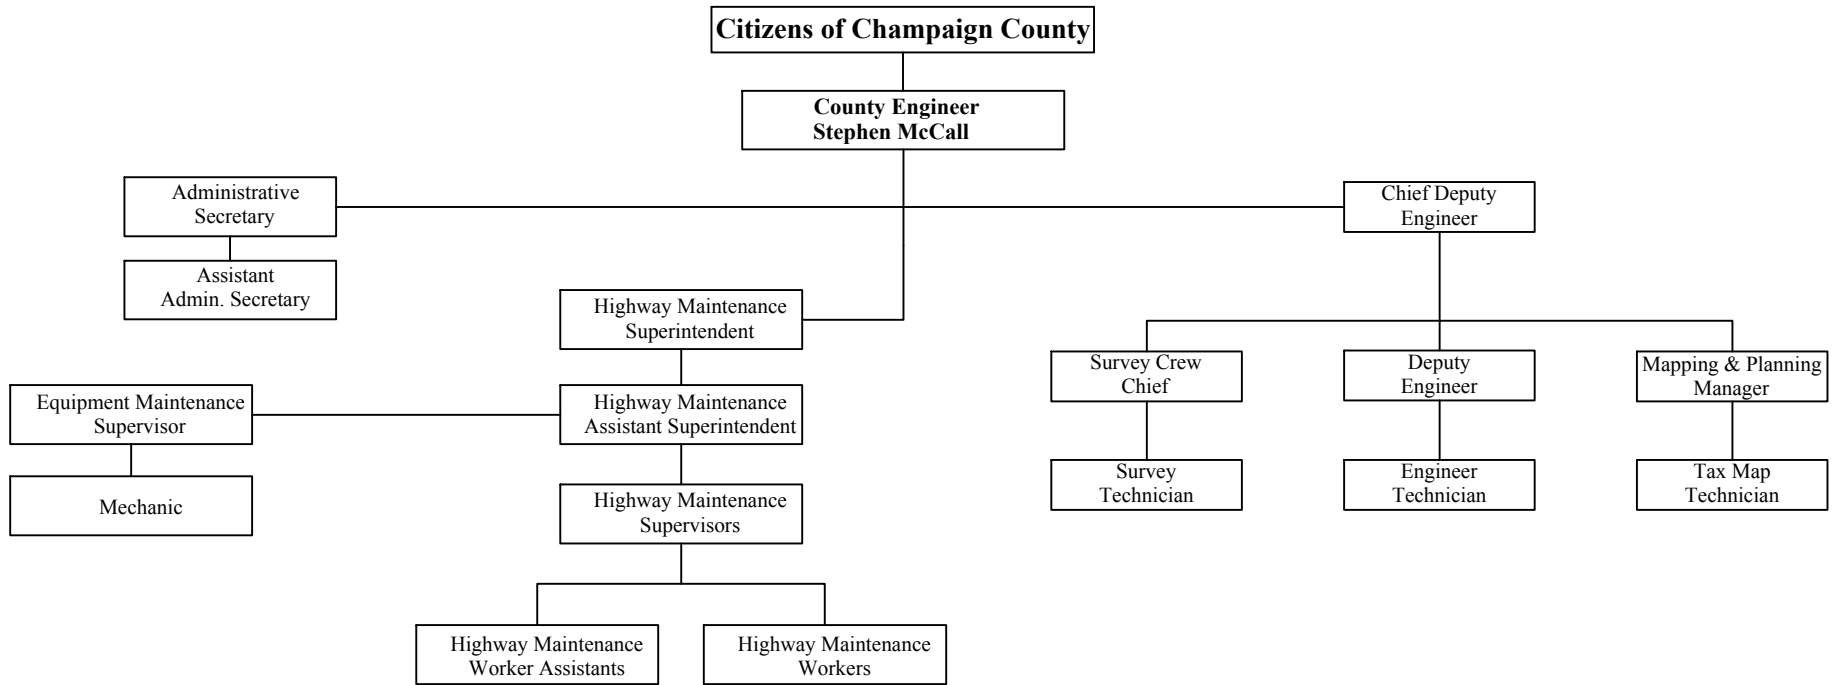 Citizens of Champaign County
County Engineer
Stephen McCall
Administrative
Secretary
Chief Deputy
Engineer
Assistant
Admin. Secretary
Highway Maintenance
Superintendent
Survey Crew
Chief
Deputy
Engineer
Mapping & Planning
Manager
Equipment Maintenance
Supervisor
Highway Maintenance
Assistant Superintendent
Survey
Technician
Engineer
Technician
Tax Map
Technician
Mechanic
Highway Maintenance
Supervisors
Highway Maintenance
Worker Assistants
Highway Maintenance
Workers